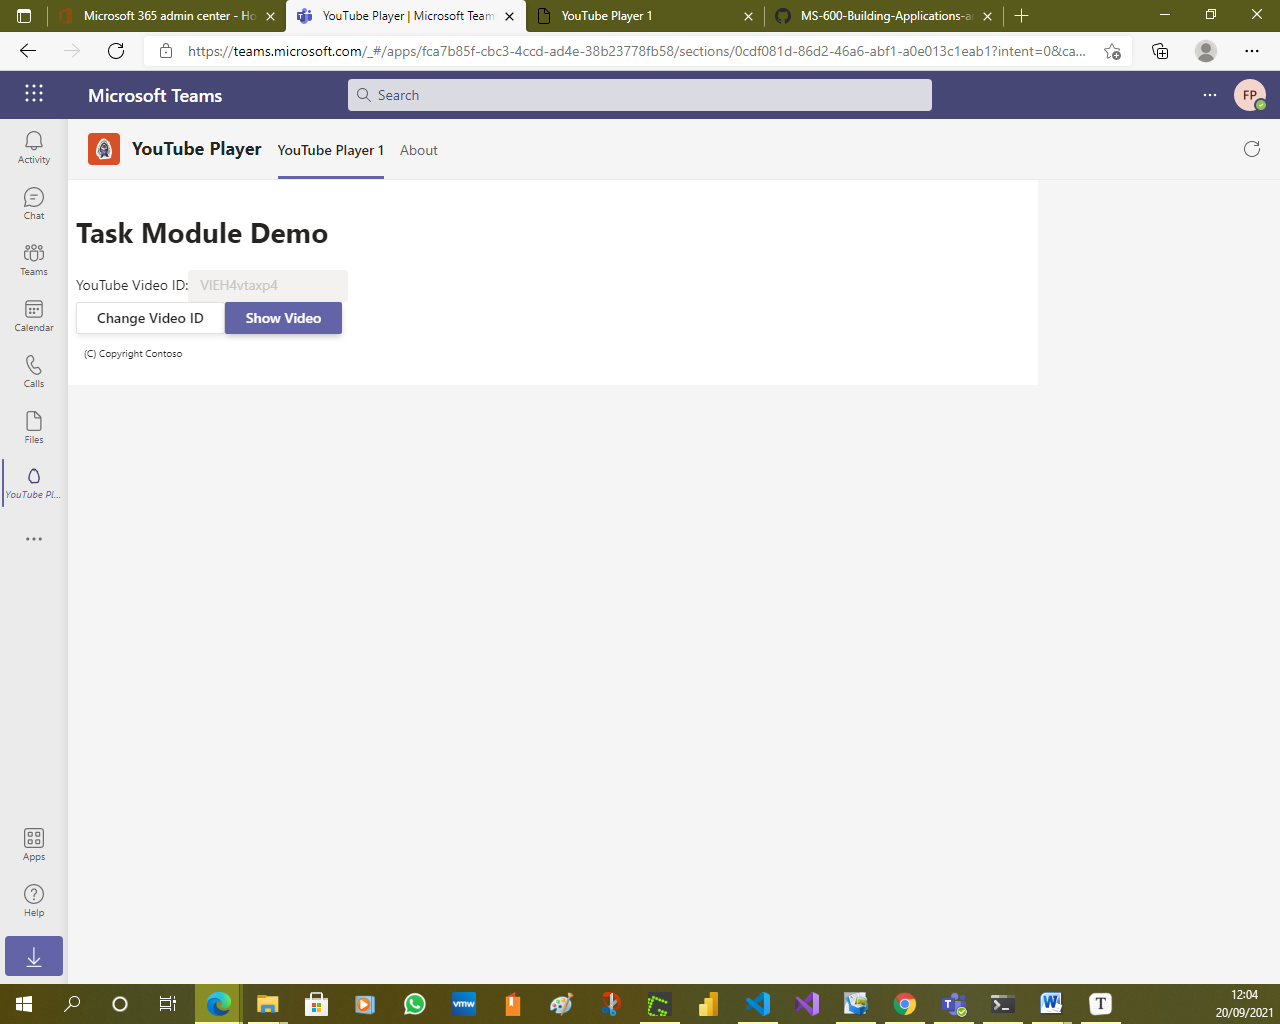 Microsoft 365 admin center - Ho
YouTube Player | Microsoft Team
YouTube Player 1
MS-600-Building-Applications-a
https://teams.microsoft.com/_#/apps/fca7b85f-cbc3-4ccd-ad4e-38b23778fb58/sections/0cdf081d-86d2-46a6-abf1-a0e013c1eab1?intent=0&ca...
Microsoft Teams
Search
FP
Activity
Chat
Teams
Calendar
Calls
Files
YouTube Pl...
Apps
Help
YouTube Player
YouTube Player 1
About
Task Module Demo
YouTube Video ID: VlEH4vtaxp4
Change Video ID
Show Video
(C) Copyright Contoso
vmw
12:04
20/09/2021